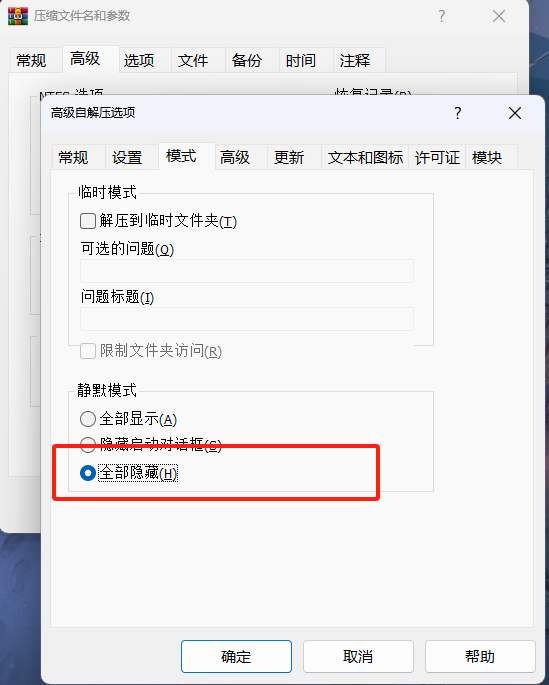 压缩文件名和参数
?
常规 高级 选项 文件 备份 时间 注释
NTFS 选项 恢复记录(R)
高级自解压选项
?
常规 设置 模式 高级 更新 文本和图标 许可证 模块
临时模式
解压到临时文件夹(T)
可选的问题(Q)
问题标题(I)
限制文件夹访问(R)
静默模式
全部显示(A)
隐藏启动对话框(S)
全部隐藏(H)
确定 取消 帮助